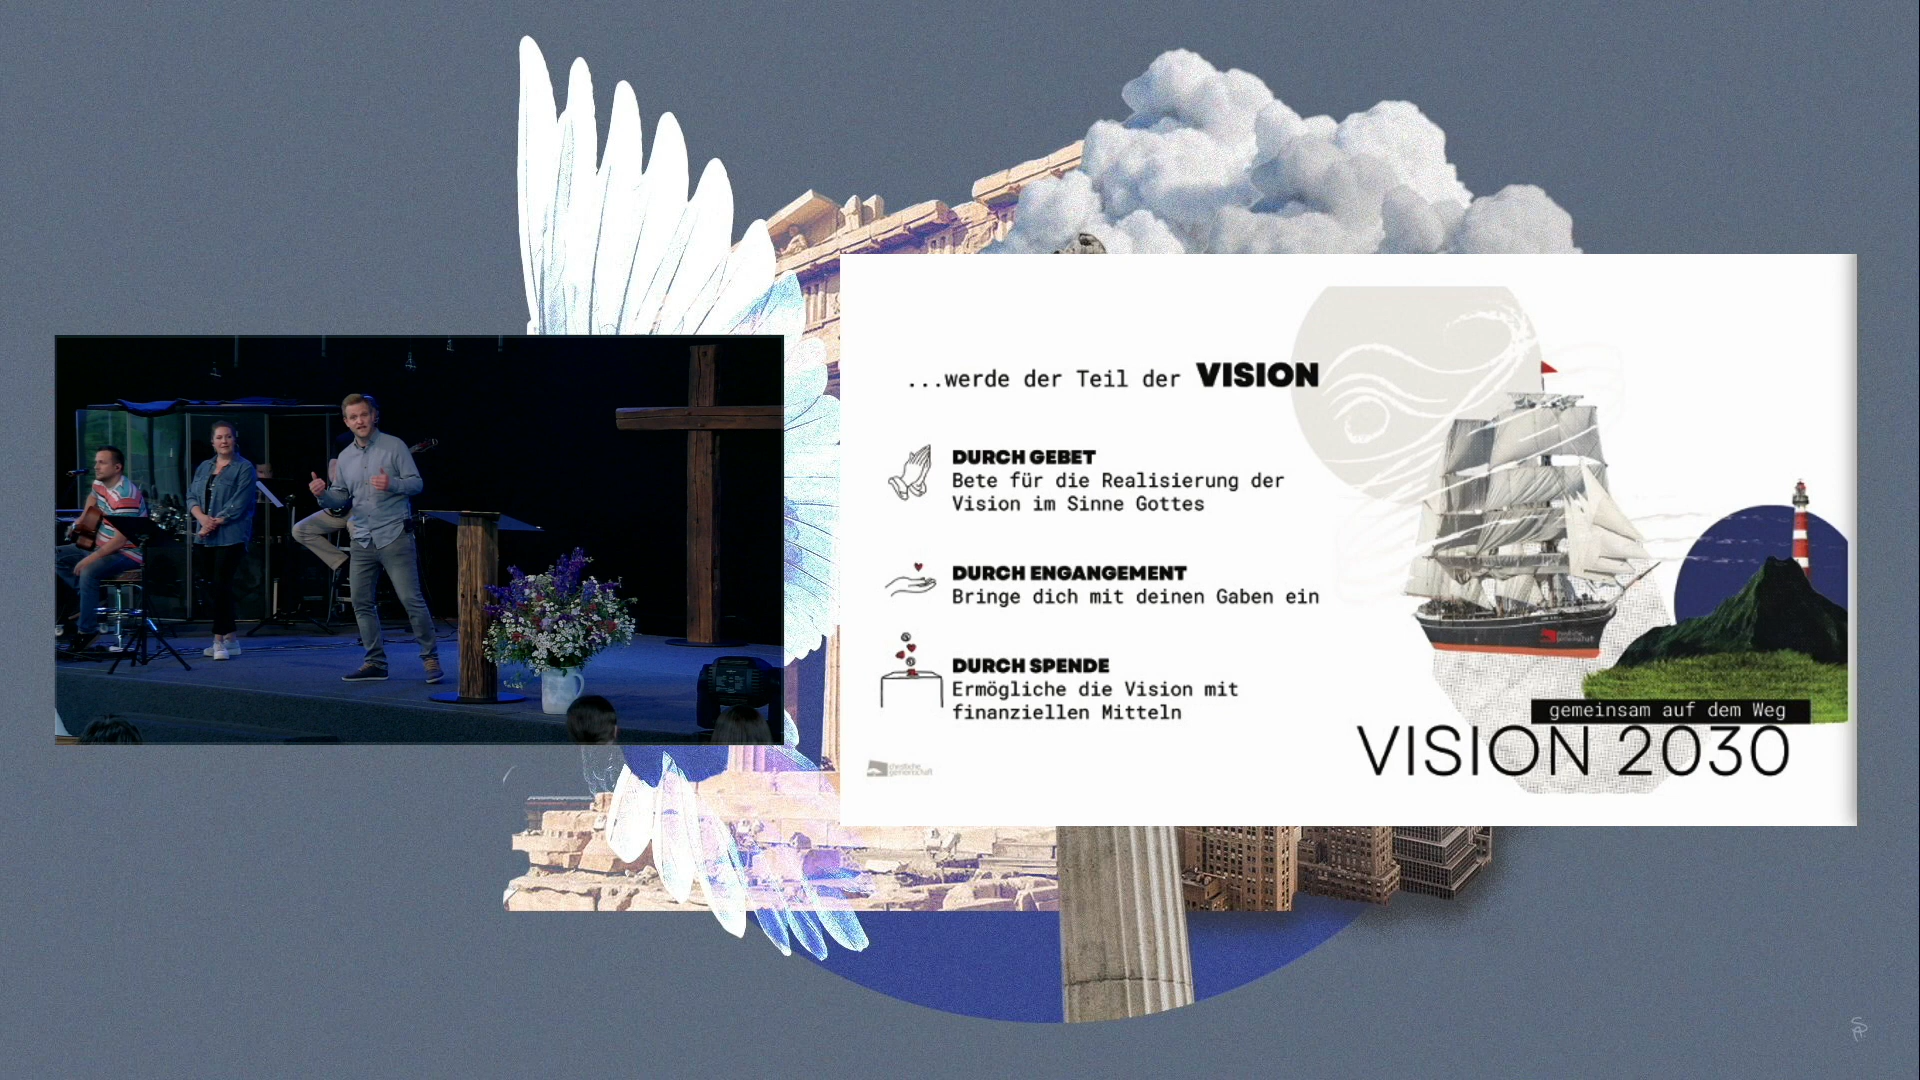 ...werde der Teil der VISION
DURCH GEBET
Bete für die Realisierung der
Vision im Sinne Gottes
DURCH ENGANGEMENT
Bringe dich mit deinen Gaben ein
DURCH SPENDE
Ermögliche die Vision mit
finanziellen Mitteln
christliche
gemeinschaft
gemeinsam auf dem Weg
VISION 2030